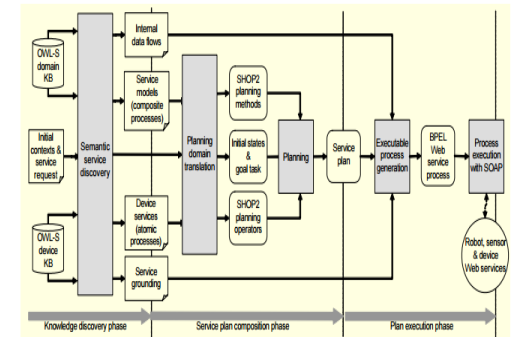 OWL-S
domain
KB
Initial
contexts &
service
request
OWL-S
device
KB
Semantic
service
discovery
Internal
data flows
Service
models
(composite
processes)
Device
services
(atomic
processes)
Service
grounding
Planning
domain
translation
SHOP2
planning
methods
Initial states
&
goal task
SHOP2
planning
operators
Planning
Service
plan
Executable
process
generation
BPEL
Web
service
process
Process
execution
with SOAP
Robot, sensor
& device
Web services
Knowledge discovery phase
Service plan composition phase
Plan execution phase